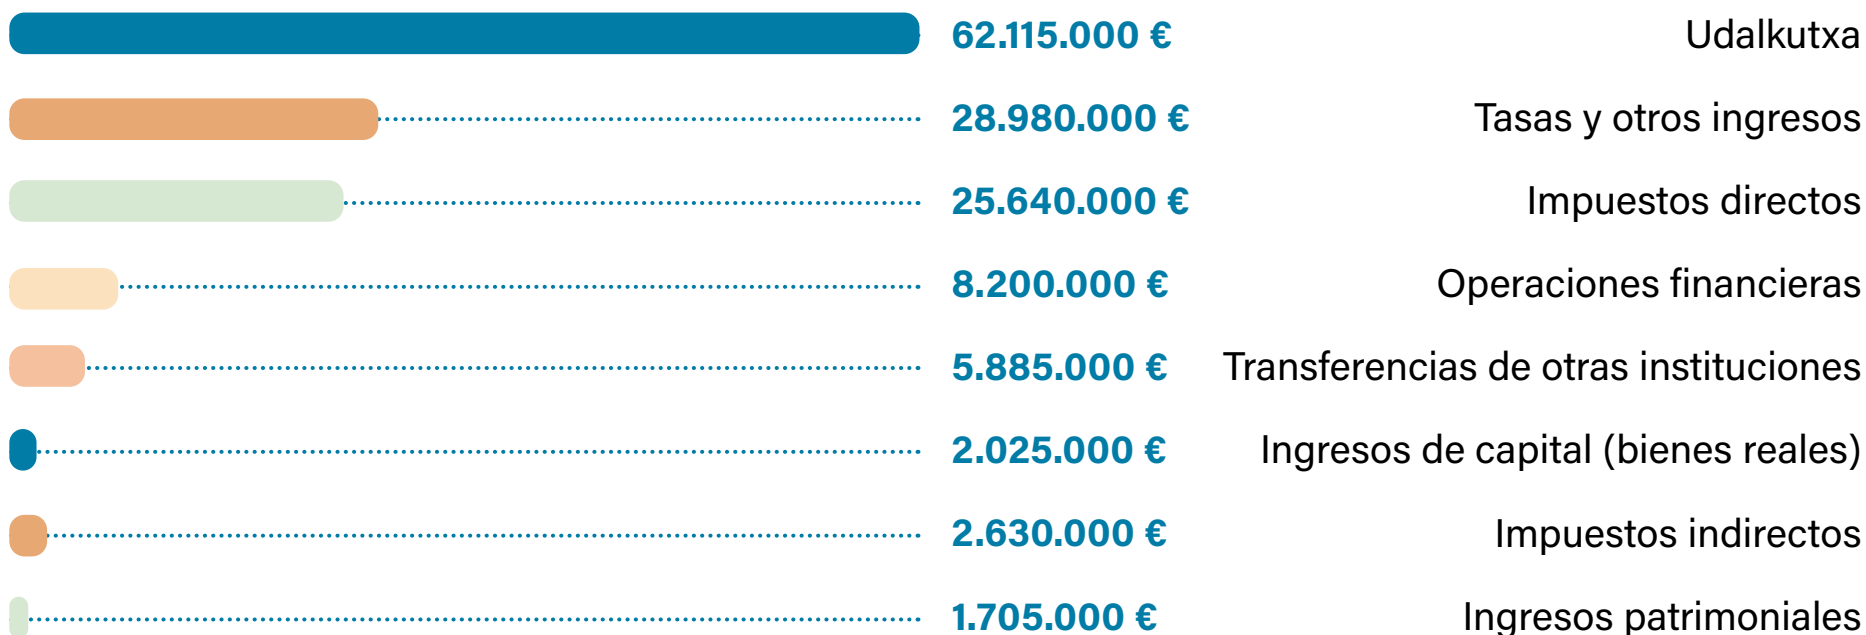 62.115.000 € Udalkutxa
28.980.000 € Tasas y otros ingresos
25.640.000 € Impuestos directos
8.200.000 € Operaciones financieras
5.885.000 € Transferencias de otras instituciones
2.025.000 € Ingresos de capital (bienes reales)
2.630.000 € Impuestos indirectos
1.705.000 € Ingresos patrimoniales